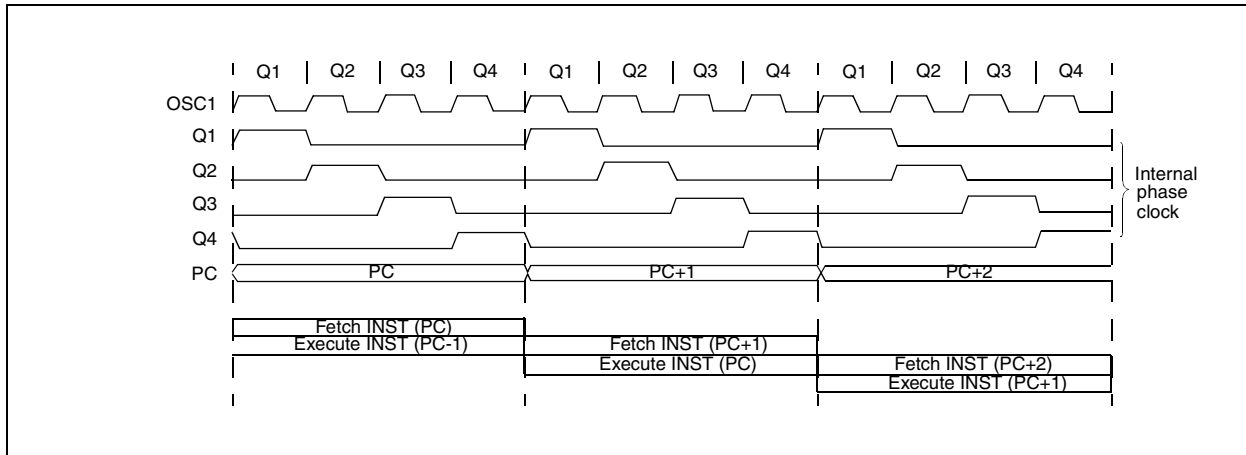 Q1 Q2 Q3 Q4 Q1 Q2 Q3 Q4 Q1 Q2 Q3 Q4
OSC1
Q1
Q2
Q3
Q4
Internal
phase
clock
PC PC PC+1 PC+2
Fetch INST (PC)
Execute INST (PC-1) Fetch INST (PC+1)
Execute INST (PC) Fetch INST (PC+2)
Execute INST (PC+1)